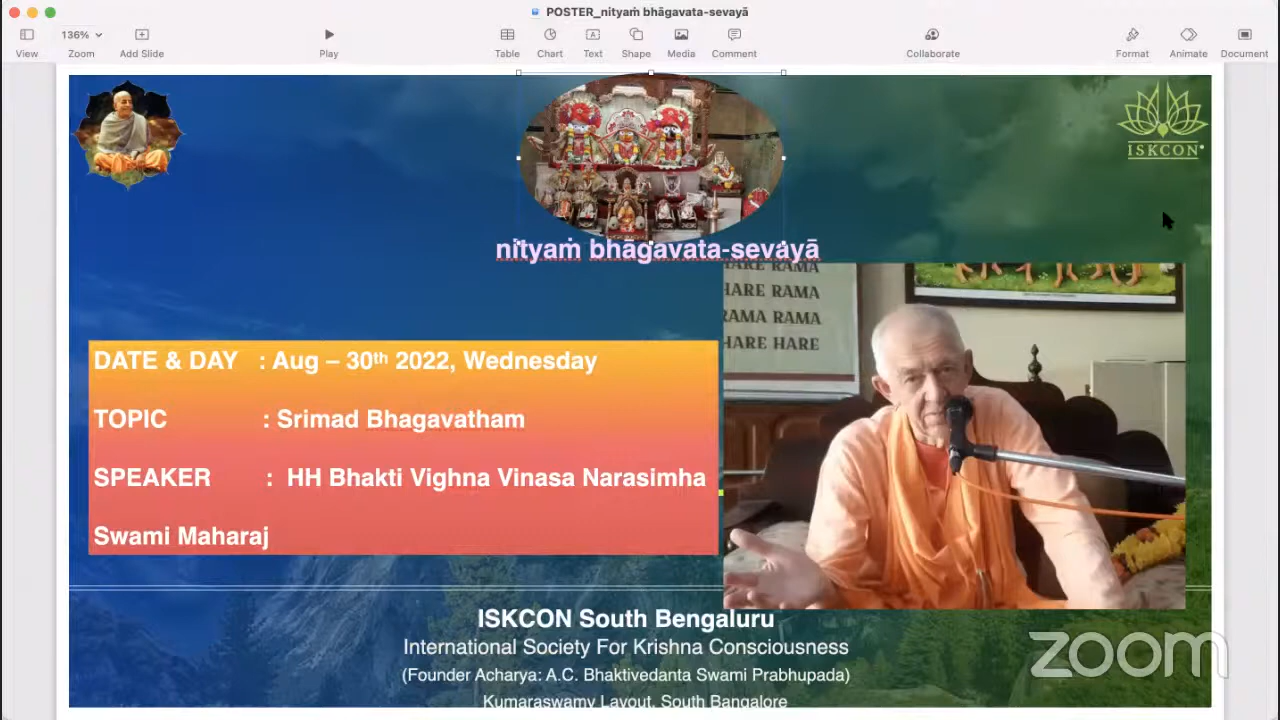 POSTER_nityaṁ bhāgavata-sevayā
136%
View
Zoom
Add Slide
Play
Table
Chart
Text
Shape
Media
Comment
Collaborate
Format
Animate
Document
ISKCON
nityaṁ bhāgavata-sevayā
HARE RAMA
HARE RAMA
RAMA RAMA
HARE HARE
DATE & DAY : Aug – 30th 2022, Wednesday
TOPIC : Srimad Bhagavatham
SPEAKER : HH Bhakti Vighna Vinasa Narasimha
Swami Maharaj
ISKCON South Bengaluru
International Society For Krishna Consciousness
(Founder Acharya: A.C. Bhaktivedanta Swami Prabhupada)
Kumaraswamy Layout, South Bangalore
zoom